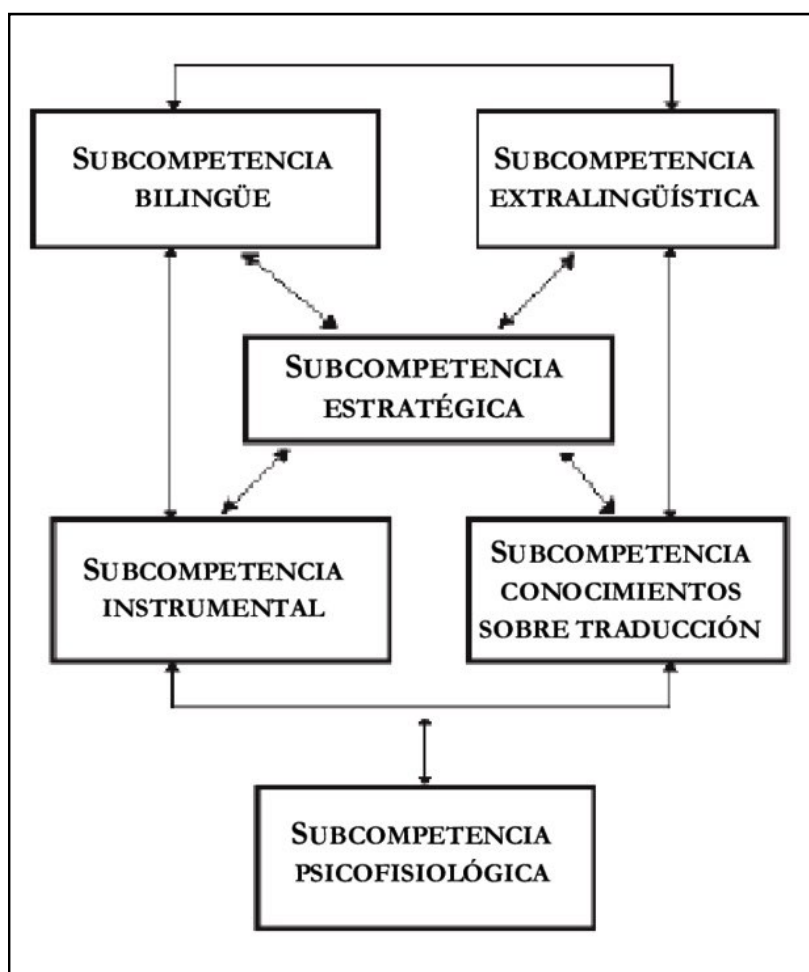 SUBCOMPETENCIA
BILINGÜE
SUBCOMPETENCIA
EXTRALINGÜÍSTICA
SUBCOMPETENCIA
ESTRATÉGICA
SUBCOMPETENCIA
INSTRUMENTAL
SUBCOMPETENCIA
CONOCIMIENTOS
SOBRE TRADUCCIÓN
SUBCOMPETENCIA
PSICOFISIOLÓGICA